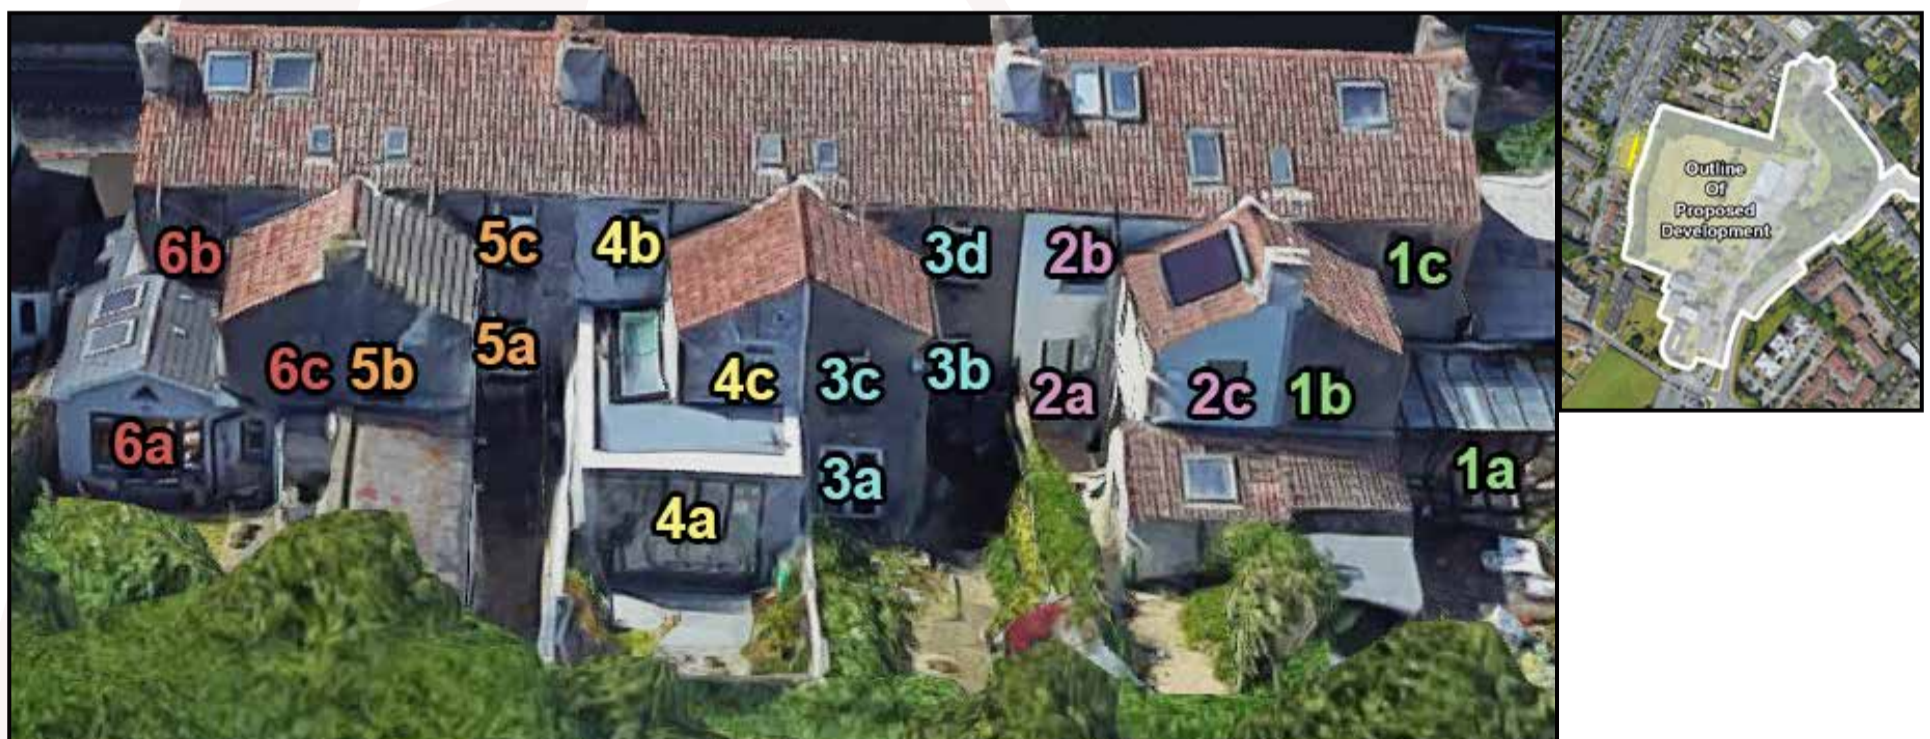 6b
5c
4b
3d
2b
1c
6c
5b
5a
4c
3c
3b
2a
2c
1b
6a
4a
3a
1a
Outline
Of
Proposed
Development